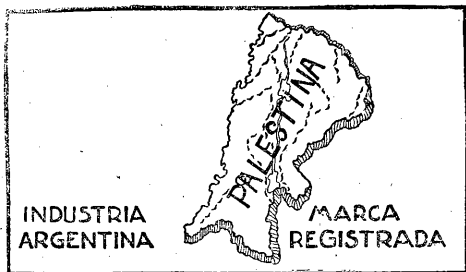 PALESTINA
INDUSTRIA
ARGENTINA
MARCA
REGISTRADA